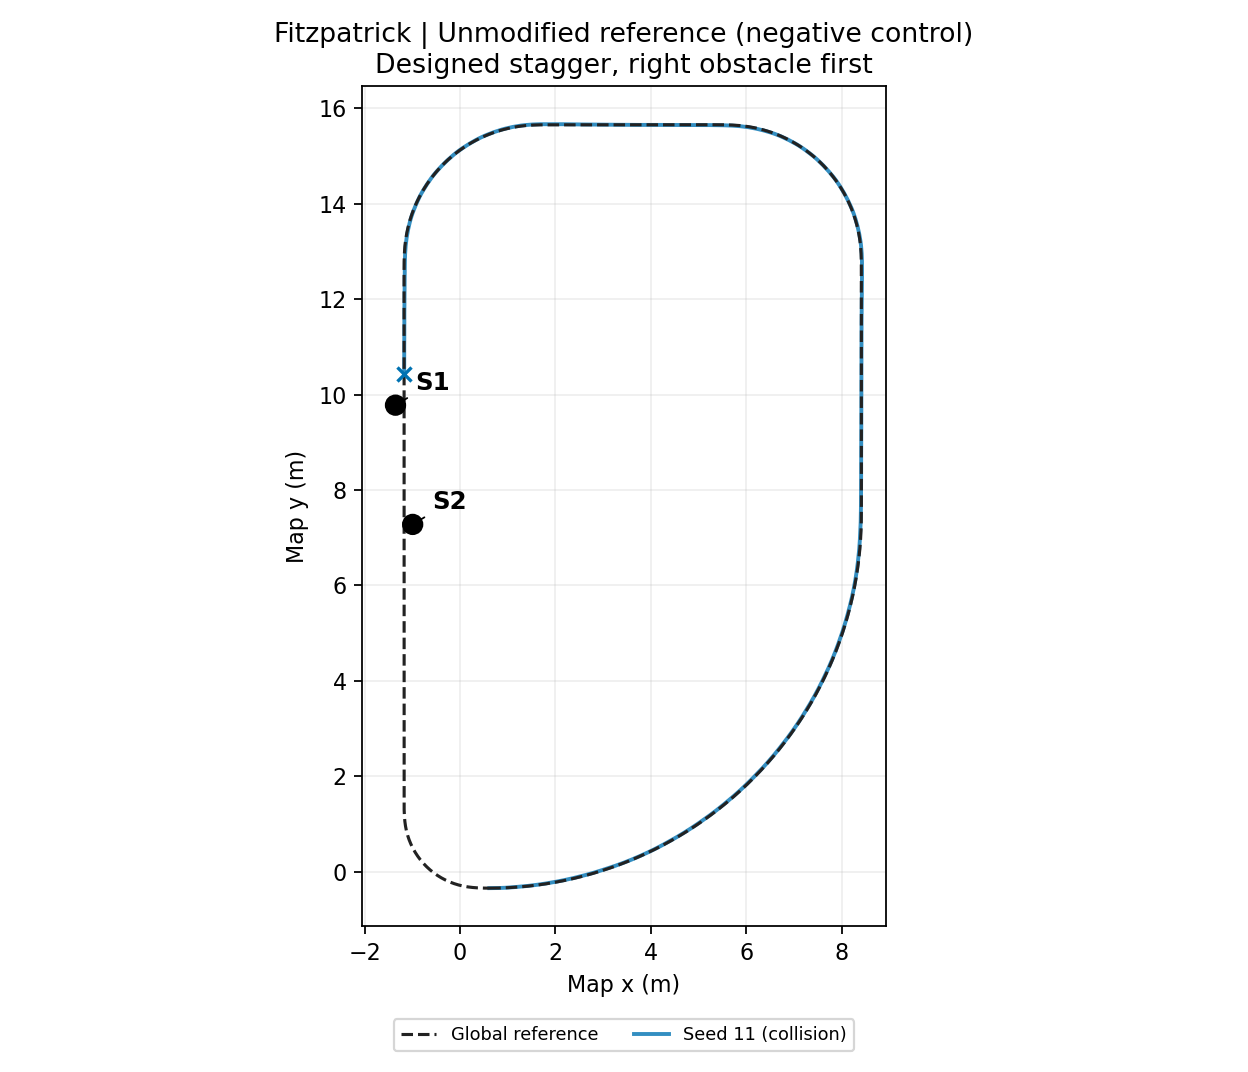 Fitzpatrick | Unmodified reference (negative control)
Designed stagger, right obstacle first
16
14
12
10
8
6
4
2
0
Map y (m)
S1
S2
−2 0 2 4 6 8
Map x (m)
Global reference Seed 11 (collision)